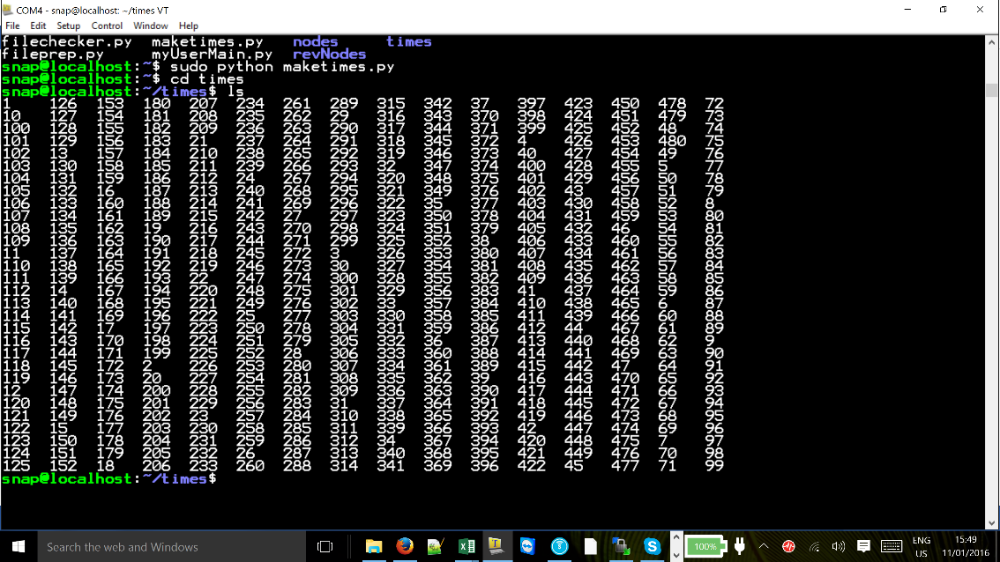 COM4 - snap@localhost: ~/times VT
File Edit Setup Control Window Help
filechecker.py maketimes.py nodes times
fileprep.py myUserMain.py revNodes
snap@localhost:~$ sudo python maketimes.py
snap@localhost:~$ cd times
snap@localhost:~/times$ ls
1 126 153 180 207 234 261 289 315 342 37 397 423 450 478 72
10 127 154 181 208 235 262 29 316 343 370 398 424 451 479 73
100 128 155 182 209 236 263 290 317 344 371 399 425 452 48 74
101 129 156 183 21 237 264 291 318 345 372 4 426 453 480 75
102 13 157 184 210 238 265 292 319 346 373 40 427 454 49 76
103 130 158 185 211 239 266 293 32 347 374 400 428 455 5 77
104 131 159 186 212 24 267 294 320 348 375 401 429 456 50 78
105 132 16 187 213 240 268 295 321 349 376 402 43 457 51 79
106 133 160 188 214 241 269 296 322 35 377 403 430 458 52 8
107 134 161 189 215 242 27 297 323 350 378 404 431 459 53 80
108 135 162 19 216 243 270 298 324 351 379 405 432 46 54 81
109 136 163 190 217 244 271 299 325 352 38 406 433 460 55 82
11 137 164 191 218 245 272 3 326 353 380 407 434 461 56 83
110 138 165 192 219 246 273 30 327 354 381 408 435 462 57 84
111 139 166 193 22 247 274 300 328 355 382 409 436 463 58 85
112 14 167 194 220 248 275 301 329 356 383 41 437 464 59 86
113 140 168 195 221 249 276 302 33 357 384 410 438 465 6 87
114 141 169 196 222 25 277 303 330 358 385 411 439 466 60 88
115 142 17 197 223 250 278 304 331 359 386 412 44 467 61 89
116 143 170 198 224 251 279 305 332 36 387 413 440 468 62 9
117 144 171 199 225 252 28 306 333 360 388 414 441 469 63 90
118 145 172 2 226 253 280 307 334 361 389 415 442 47 64 91
119 146 173 20 227 254 281 308 335 362 39 416 443 470 65 92
12 147 174 200 228 255 282 309 336 363 390 417 444 471 66 93
120 148 175 201 229 256 283 31 337 364 391 418 445 472 67 94
121 149 176 202 23 257 284 310 338 365 392 419 446 473 68 95
122 15 177 203 230 258 285 311 339 366 393 42 447 474 69 96
123 150 178 204 231 259 286 312 34 367 394 420 448 475 7 97
124 151 179 205 232 26 287 313 340 368 395 421 449 476 70 98
125 152 18 206 233 260 288 314 341 369 396 422 45 477 71 99
snap@localhost:~/times$
Search the web and Windows
100%
ENG
US
15:49
11/01/2016